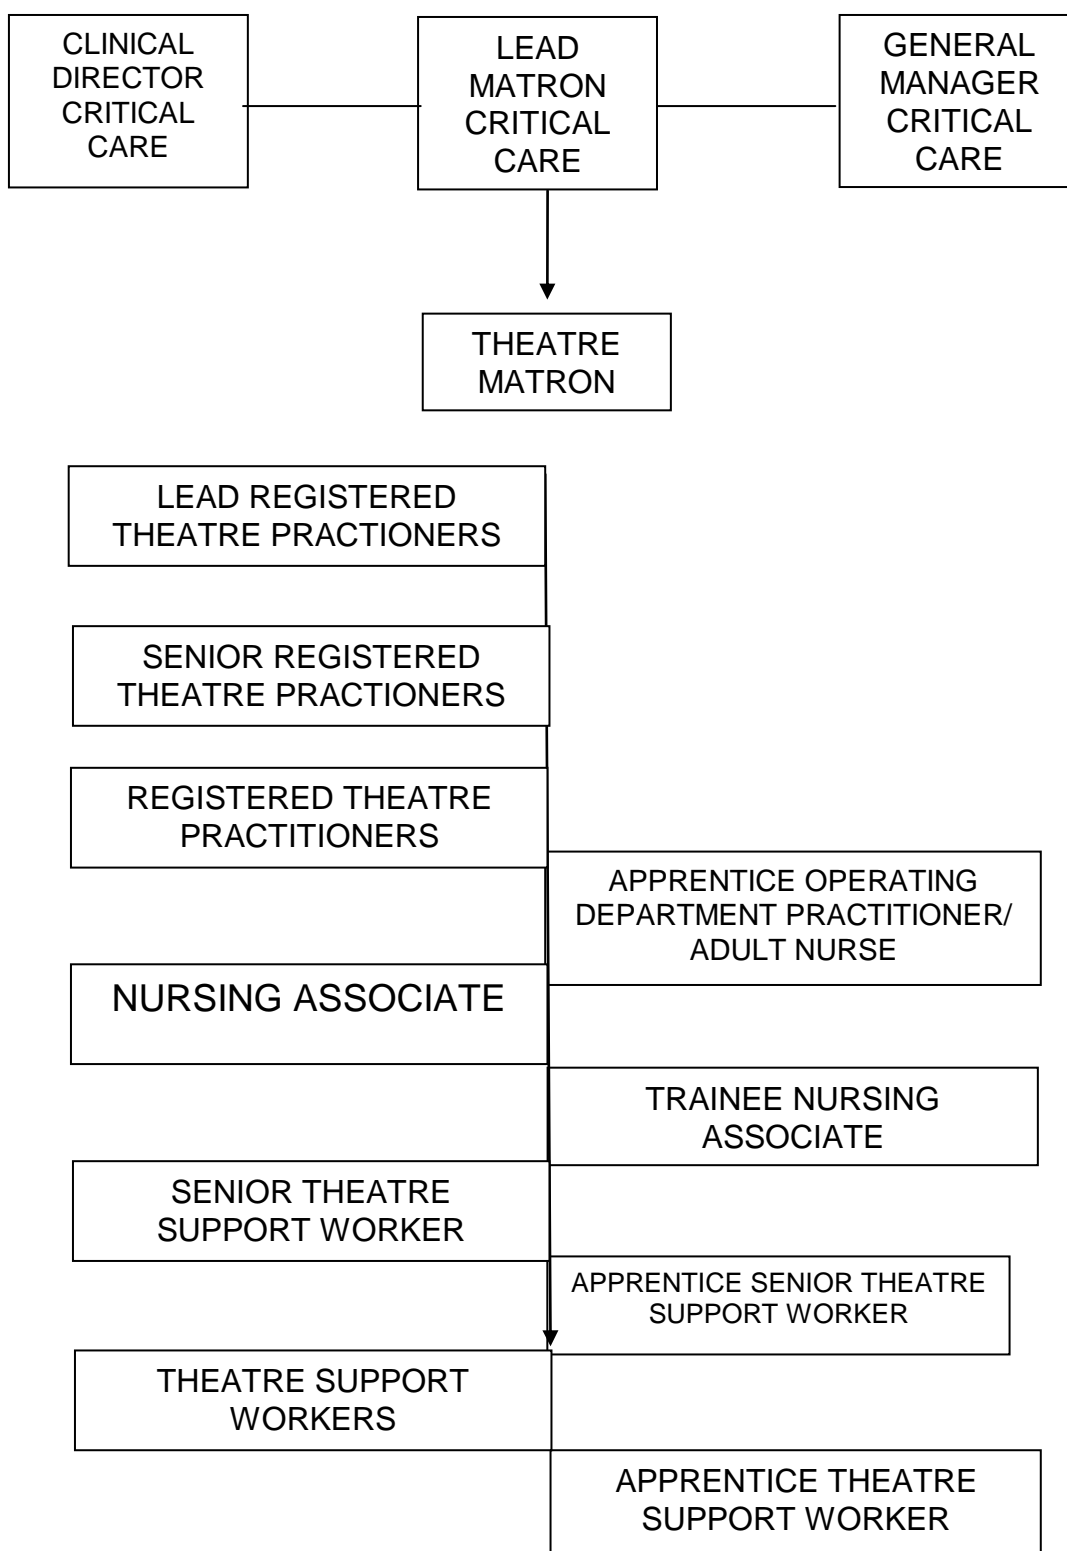 CLINICAL
DIRECTOR
CRITICAL
CARE
LEAD
MATRON
CRITICAL
CARE
GENERAL
MANAGER
CRITICAL
CARE
THEATRE
MATRON
LEAD REGISTERED
THEATRE PRACTIONERS
SENIOR REGISTERED
THEATRE PRACTIONERS
REGISTERED THEATRE
PRACTITIONERS
APPRENTICE OPERATING
DEPARTMENT PRACTITIONER/
ADULT NURSE
NURSING ASSOCIATE
TRAINEE NURSING
ASSOCIATE
SENIOR THEATRE
SUPPORT WORKER
APPRENTICE SENIOR THEATRE
SUPPORT WORKER
THEATRE SUPPORT
WORKERS
APPRENTICE THEATRE
SUPPORT WORKER